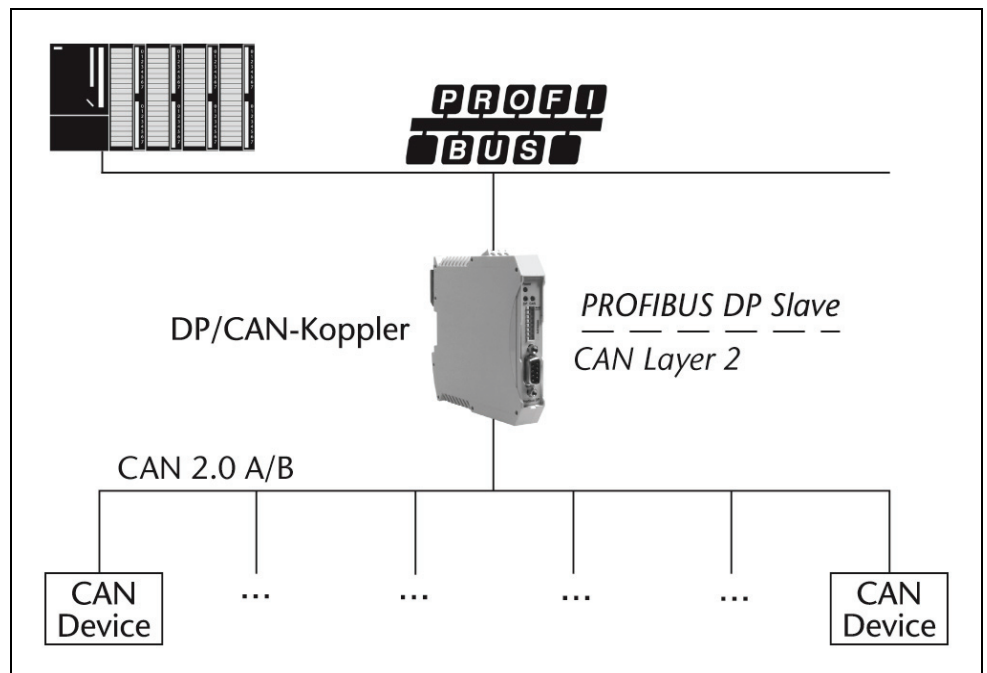 PROFI
BUS
DP/CAN-Koppler
PROFIBUS DP Slave
CAN Layer 2
CAN 2.0 A/B
CAN
Device
...
...
...
...
CAN
Device